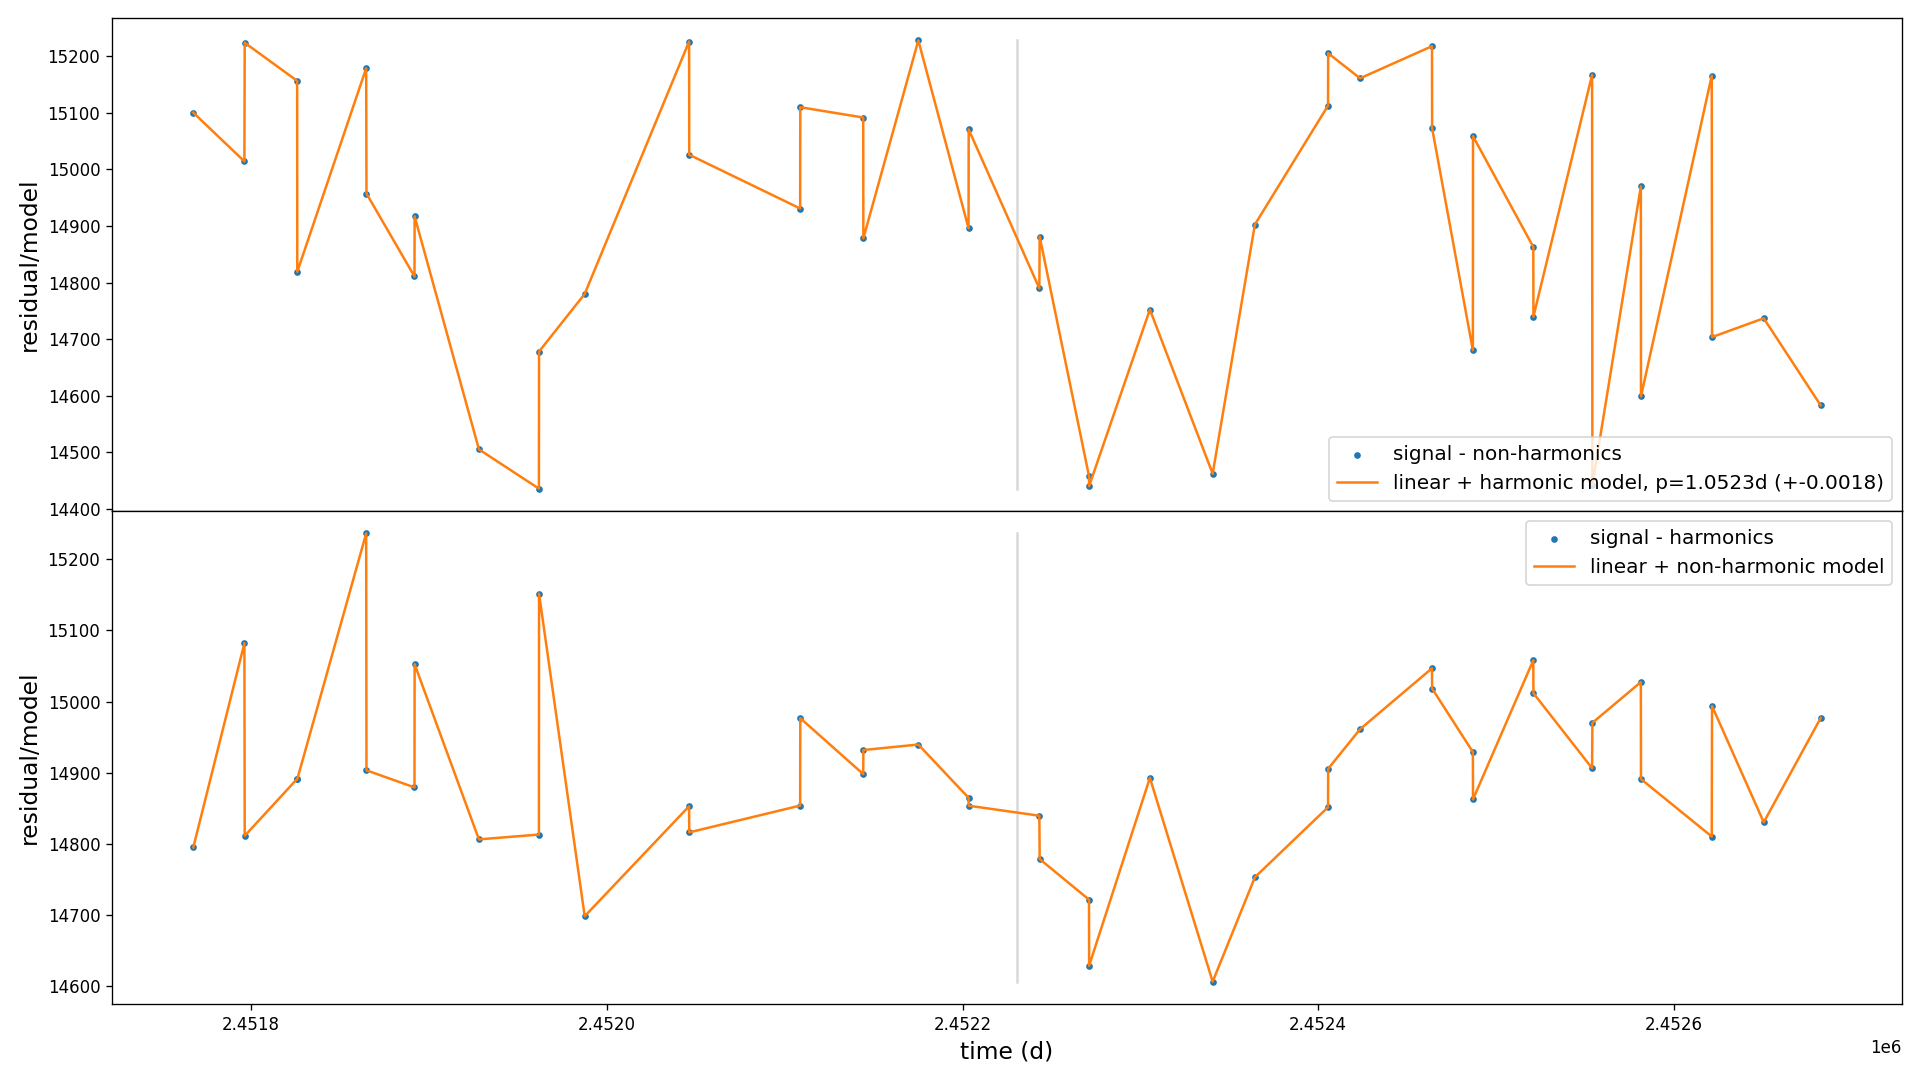 15200
15100
15000
14900
14800
14700
14600
14500
14400
residual/model
signal - non-harmonics
linear + harmonic model, p=1.0523d (+-0.0018)
15200
15100
15000
14900
14800
14700
14600
residual/model
signal - harmonics
linear + non-harmonic model
2.4518
2.4520
2.4522
2.4524
2.4526
1e6
time (d)